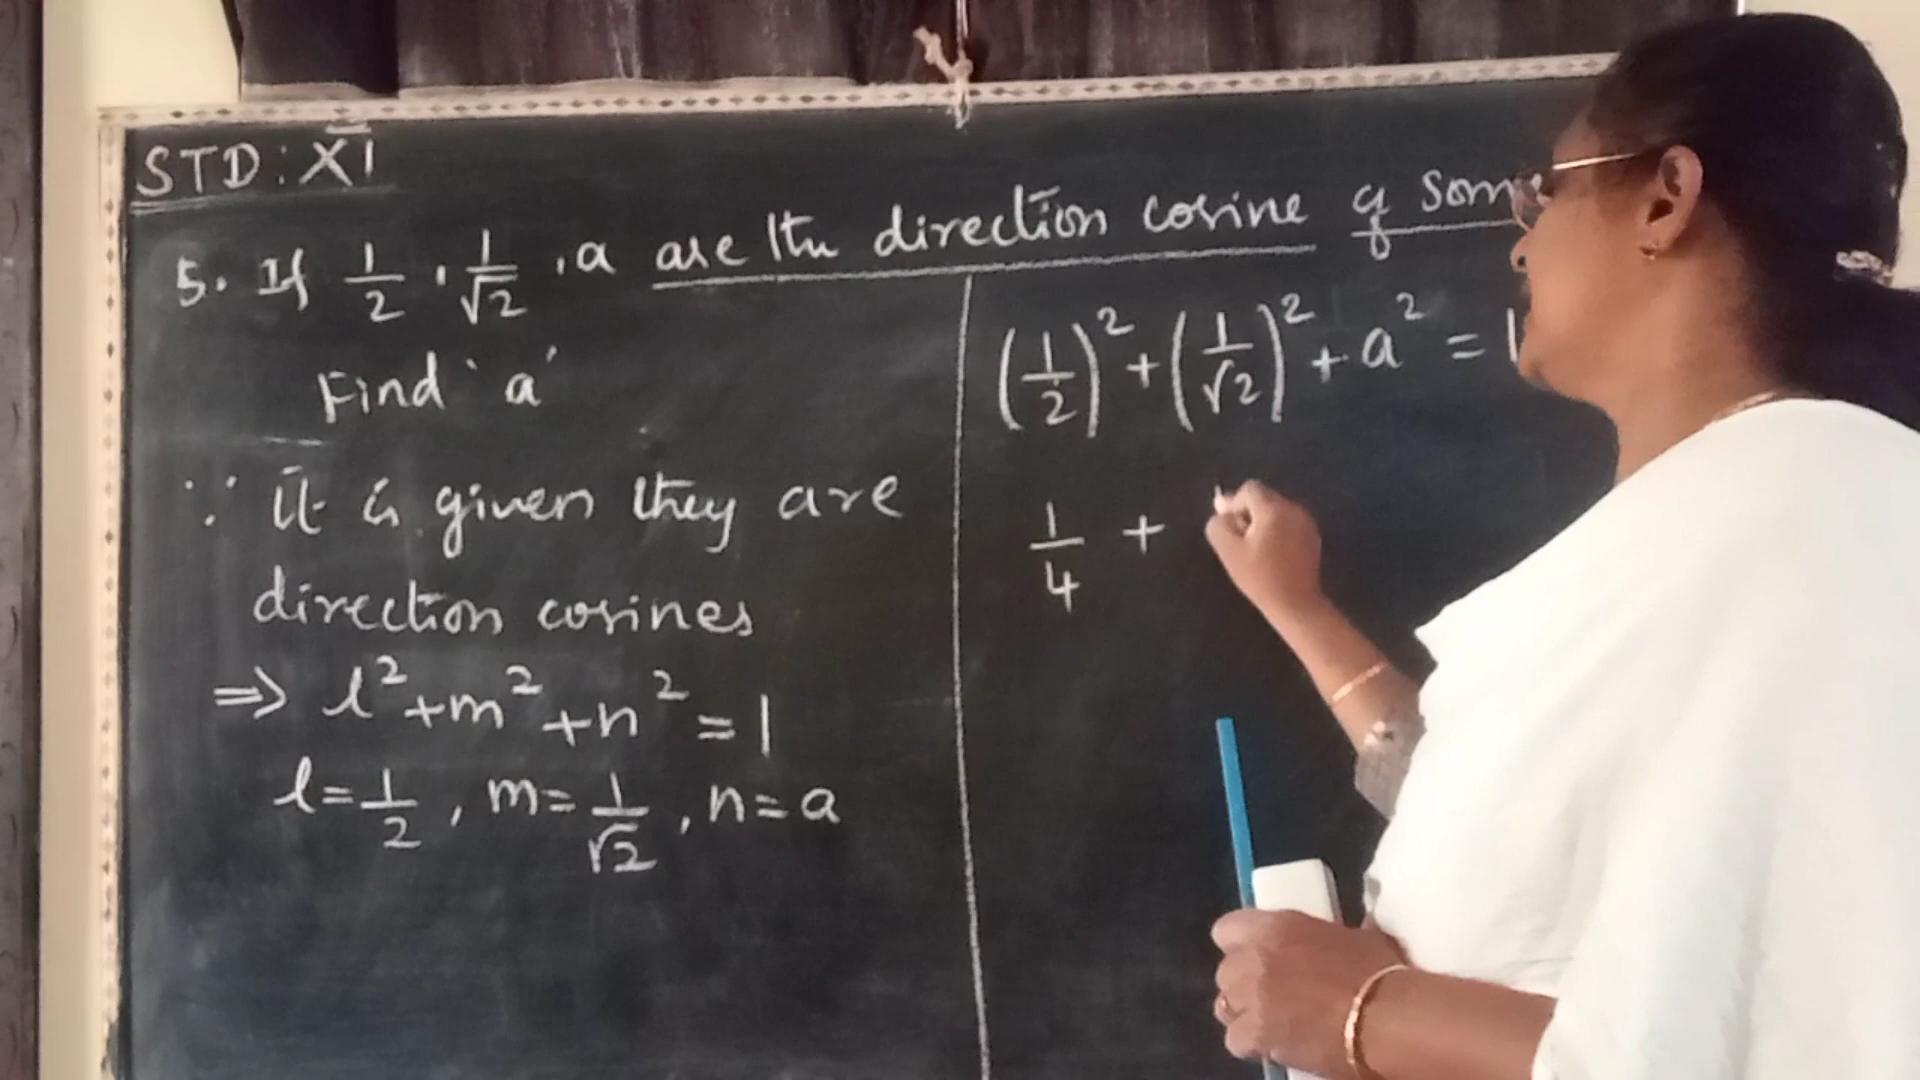 STD: XI
5. If 1/2, 1/√2, a are the direction cosine of some
Find 'a'
∵ it is given they are
direction cosines
⇒ l² + m² + n² = 1
l = 1/2, m = 1/√2, n = a
(1/2)² + (1/√2)² + a² = 1
1/4 +